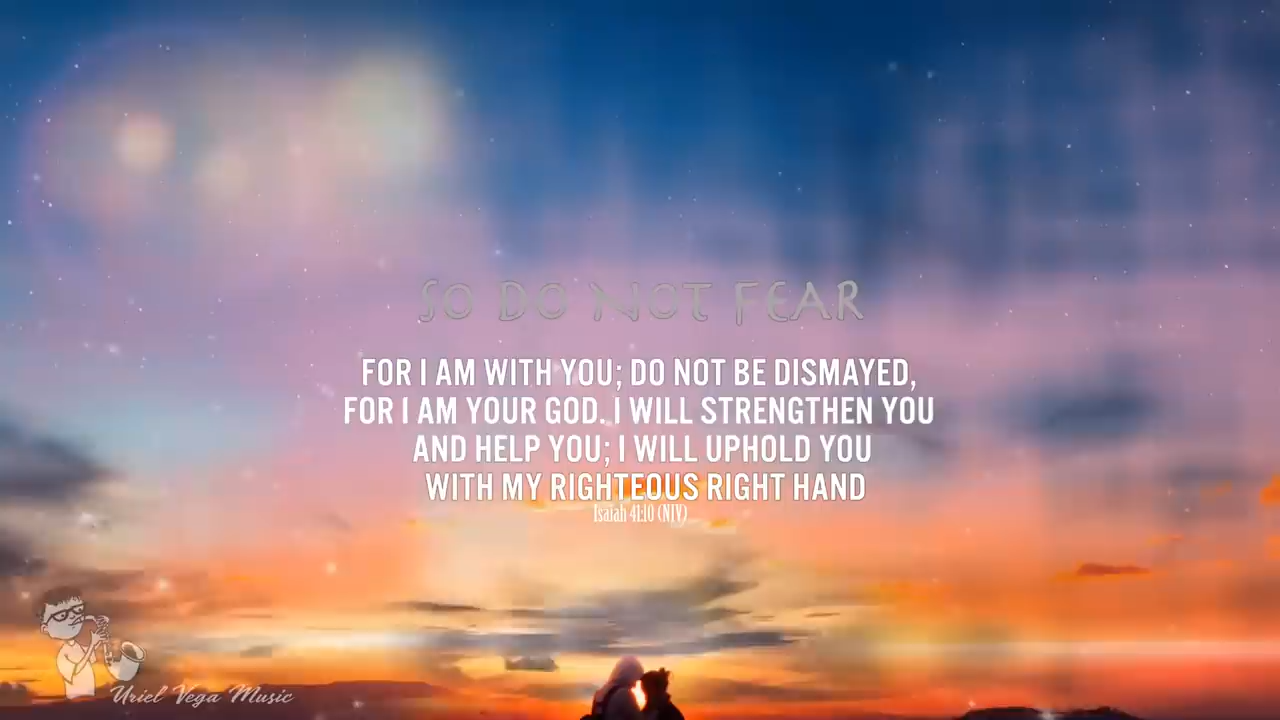 SO DO NOT FEAR
FOR I AM WITH YOU; DO NOT BE DISMAYED,
FOR I AM YOUR GOD. I WILL STRENGTHEN YOU
AND HELP YOU; I WILL UPHOLD YOU
WITH MY RIGHTEOUS RIGHT HAND
Isaiah 41:10 (NIV)
Uriel Vega Music